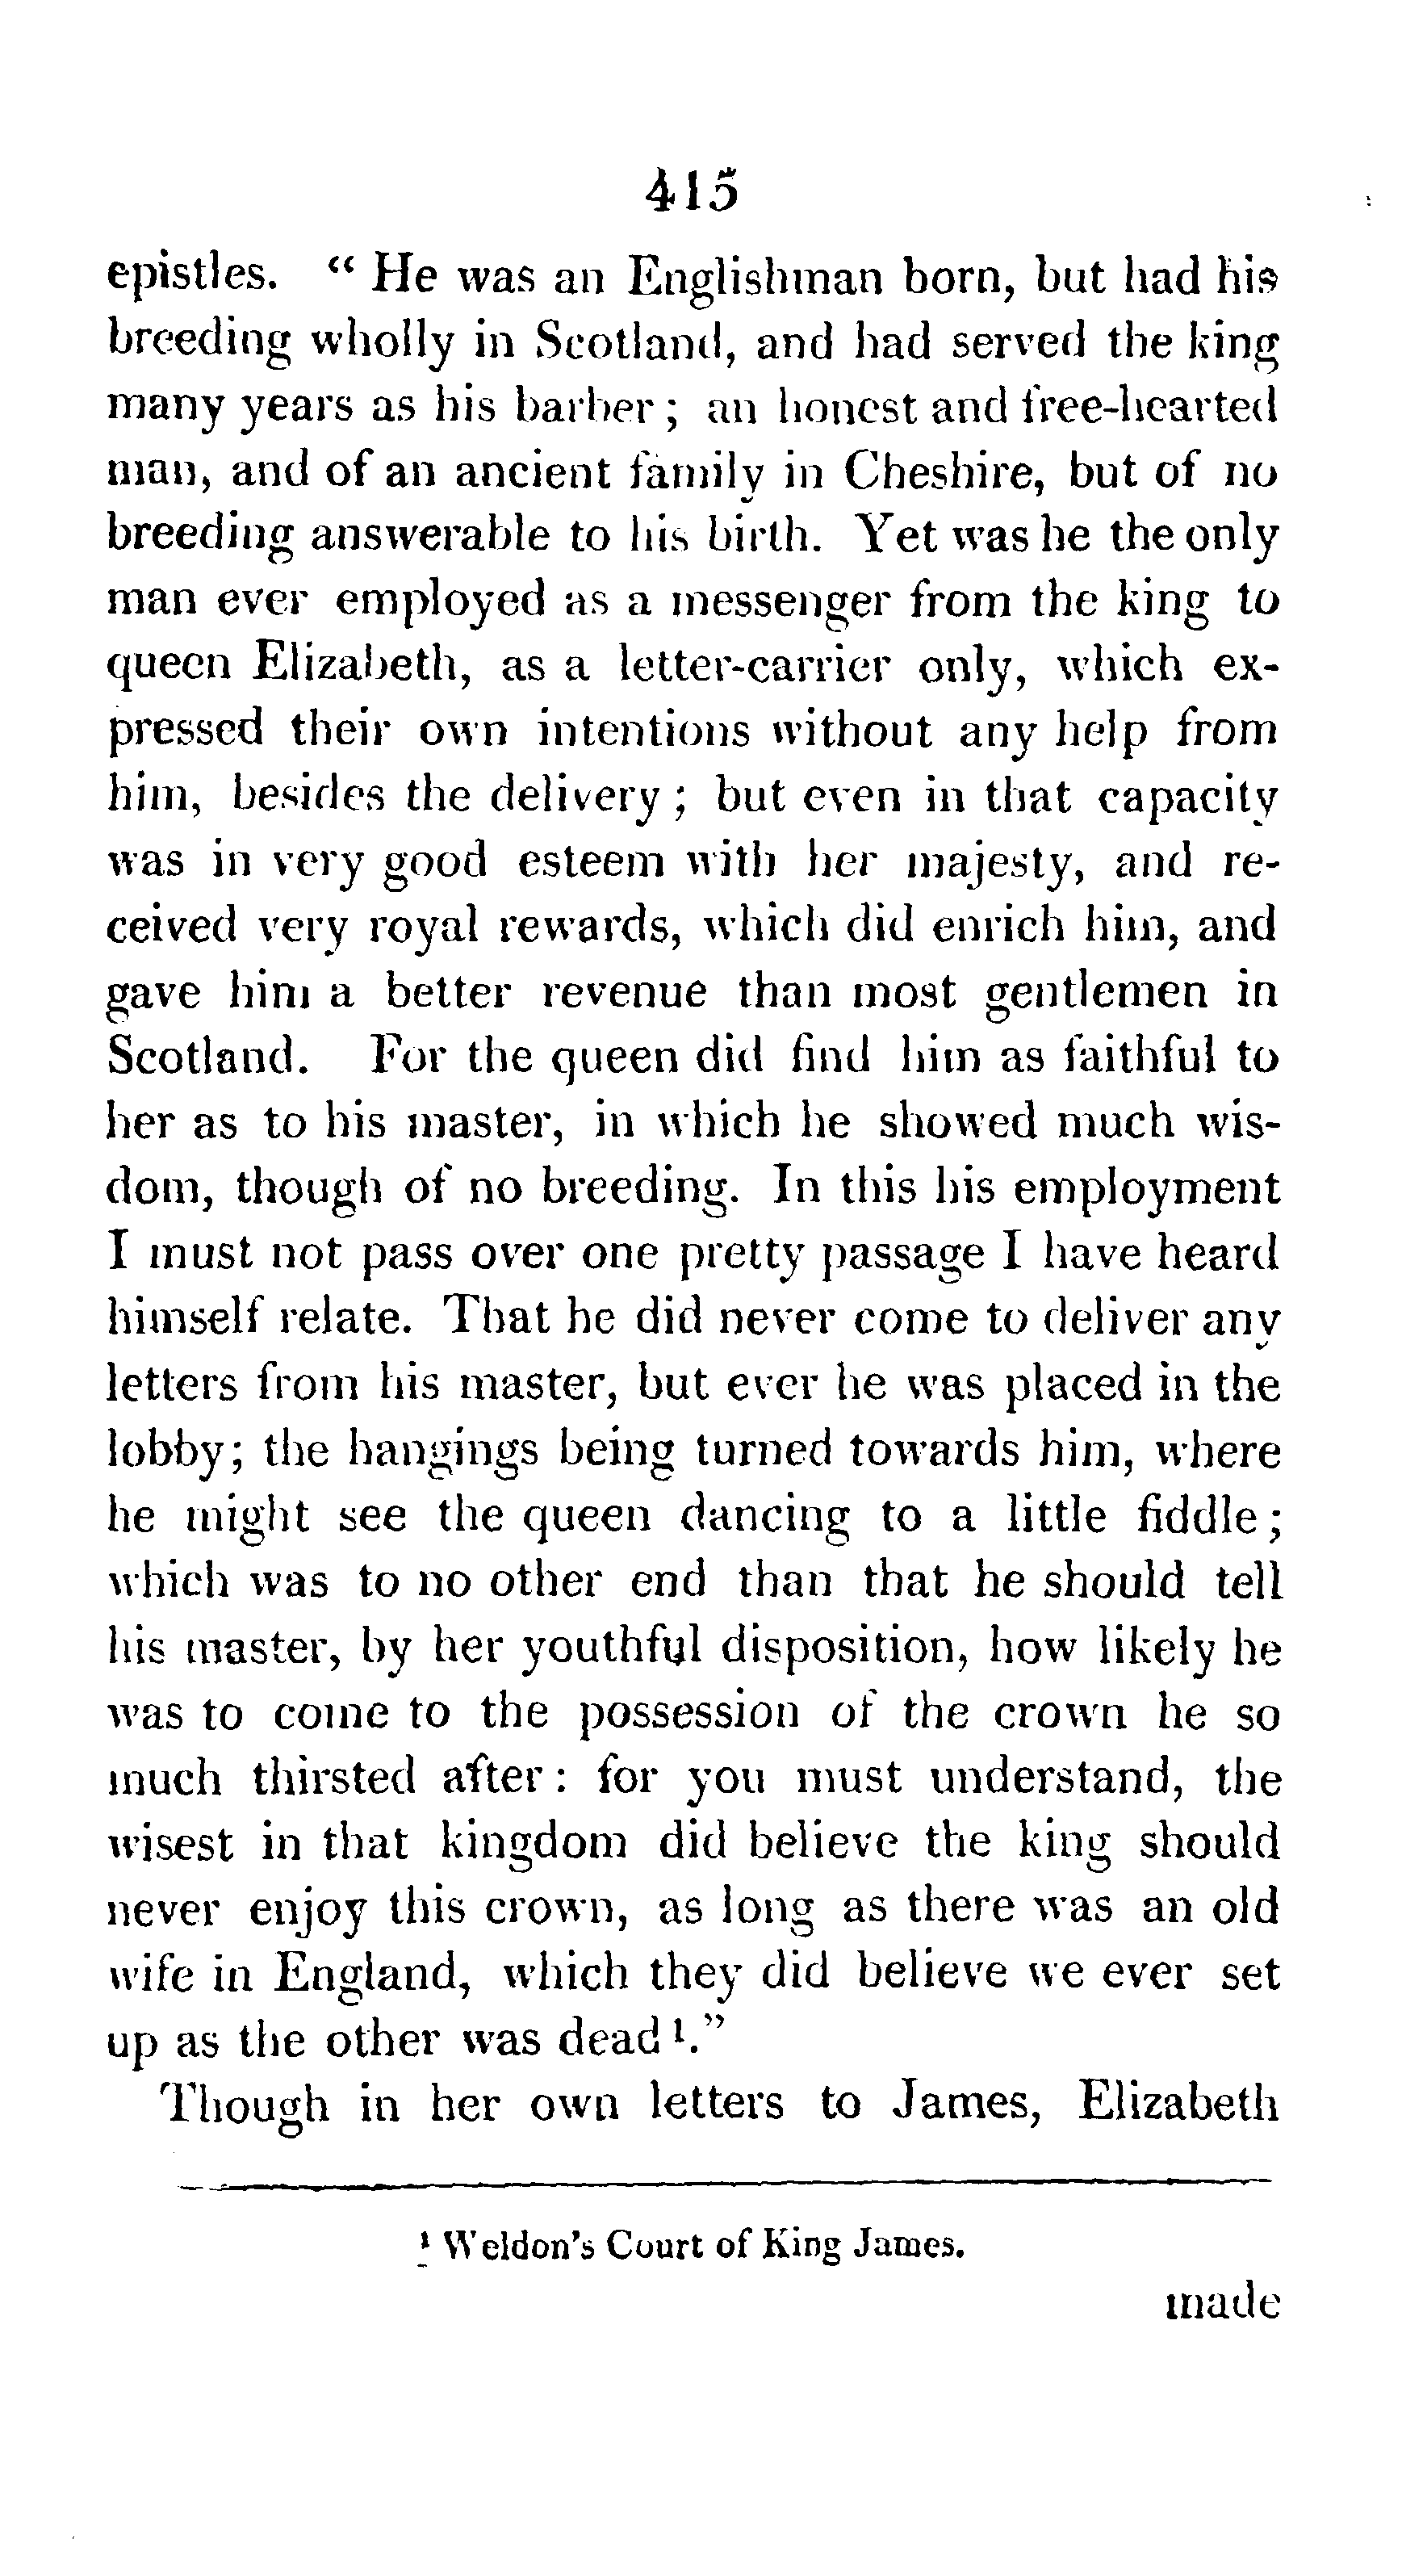 415
epistles. “ He was an Englishman born, but had his
breeding wholly in Scotland, and had served the king
many years as his barber ; an honest and free-hearted
man, and of an ancient family in Cheshire, but of no
breeding answerable to his birth. Yet was he the only
man ever employed as a messenger from the king to
queen Elizabeth, as a letter-carrier only, which ex-
pressed their own intentions without any help from
him, besides the delivery ; but even in that capacity
was in very good esteem with her majesty, and re-
ceived very royal rewards, which did enrich him, and
gave him a better revenue than most gentlemen in
Scotland. For the queen did find him as faithful to
her as to his master, in which he showed much wis-
dom, though of no breeding. In this his employment
I must not pass over one pretty passage I have heard
himself relate. That he did never come to deliver any
letters from his master, but ever he was placed in the
lobby; the hangings being turned towards him, where
he might see the queen dancing to a little fiddle ;
which was to no other end than that he should tell
his master, by her youthful disposition, how likely he
was to come to the possession of the crown he so
much thirsted after : for you must understand, the
wisest in that kingdom did believe the king should
never enjoy this crown, as long as there was an old
wife in England, which they did believe we ever set
up as the other was dead ¹.”
Though in her own letters to James, Elizabeth
¹ Weldon's Court of King James.
made